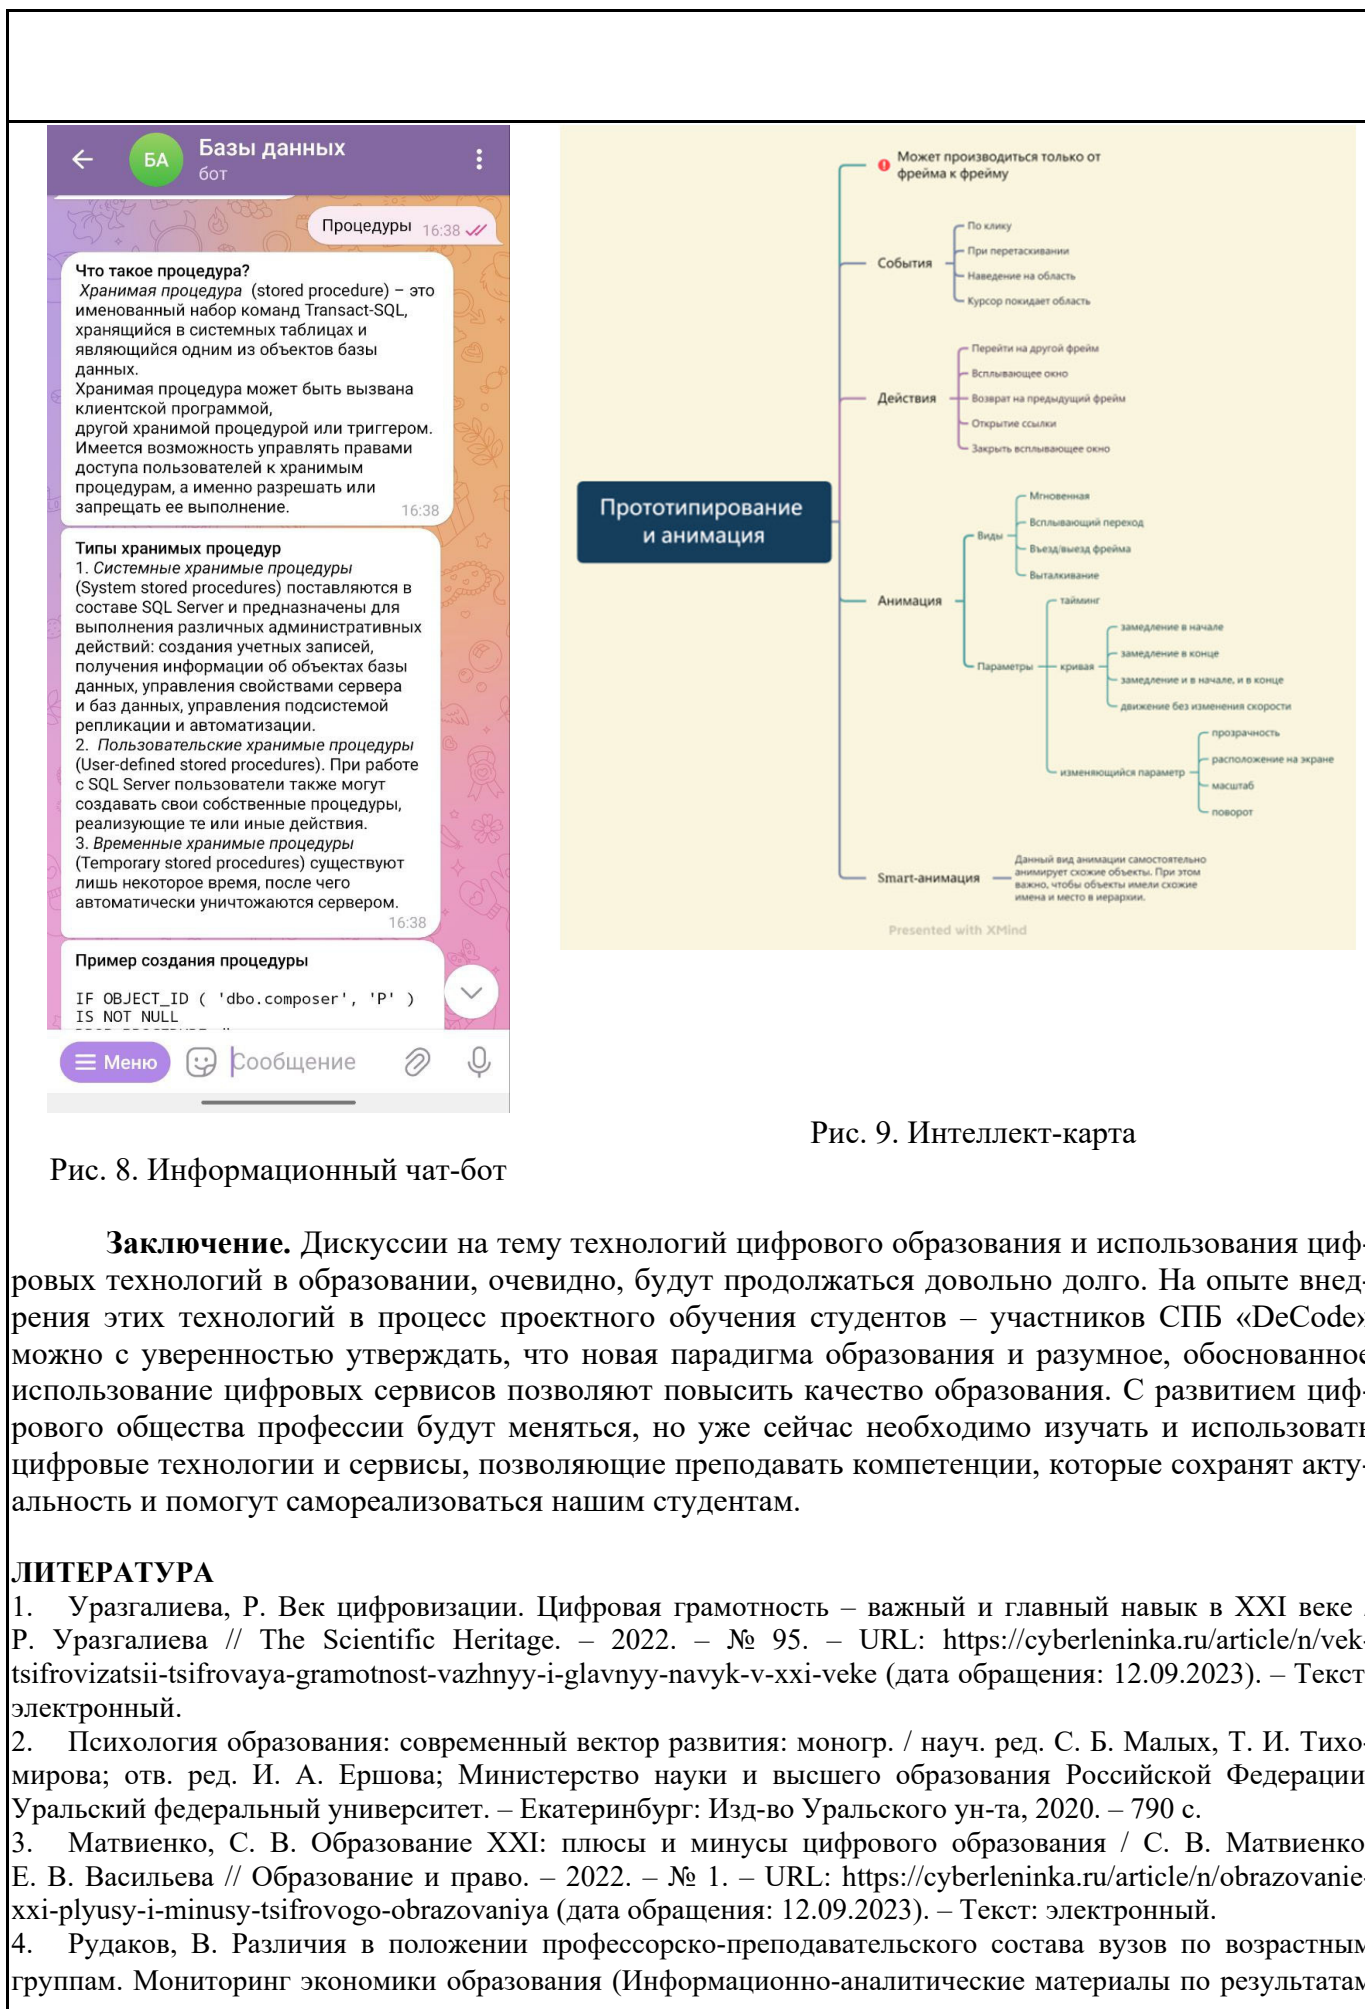 Базы данных
БА
бот
Процедуры 16:38
Что такое процедура?
Хранимая процедура (stored procedure) – это
именованный набор команд Transact-SQL,
хранящийся в системных таблицах и
являющийся одним из объектов базы
данных.
Хранимая процедура может быть вызвана
клиентской программой,
другой хранимой процедурой или триггером.
Имеется возможность управлять правами
доступа пользователей к хранимым
процедурам, а именно разрешать или
запрещать ее выполнение.
16:38
Типы хранимых процедур
1. Системные хранимые процедуры
(System stored procedures) поставляются в
составе SQL Server и предназначены для
выполнения различных административных
действий: создания учетных записей,
получения информации об объектах базы
данных, управления свойствами сервера
и баз данных, управления подсистемой
репликации и автоматизации.
2. Пользовательские хранимые процедуры
(User-defined stored procedures). При работе
с SQL Server пользователи также могут
создавать свои собственные процедуры,
реализующие те или иные действия.
3. Временные хранимые процедуры
(Temporary stored procedures) существуют
лишь некоторое время, после чего
автоматически уничтожаются сервером.
16:38
Пример создания процедуры
IF OBJECT_ID ( 'dbo.composer', 'P' )
IS NOT NULL
Меню
Сообщение
Прототипирование
и анимация
Может производиться только от
фрейма к фрейму
События
По клику
При перетаскивании
Наведение на область
Курсор покидает область
Действия
Перейти на другой фрейм
Всплывающее окно
Возврат на предыдущий фрейм
Открытие ссылки
Закрыть всплывающее окно
Анимация
Виды
Мгновенная
Всплывающий переход
Въезд/выезд фрейма
Выталкивание
Параметры
тайминг
кривая
замедление в начале
замедление в конце
замедление и в начале, и в конце
движение без изменения скорости
изменяющийся параметр
прозрачность
расположение на экране
масштаб
поворот
Smart-анимация
Данный вид анимации самостоятельно
анимирует схожие объекты. При этом
важно, чтобы объекты имели схожие
имена и место в иерархии.
Presented with XMind
Рис. 9. Интеллект-карта
Рис. 8. Информационный чат-бот
Заключение. Дискуссии на тему технологий цифрового образования и использования циф-
ровых технологий в образовании, очевидно, будут продолжаться довольно долго. На опыте внед-
рения этих технологий в процесс проектного обучения студентов – участников СПБ «DeCode»
можно с уверенностью утверждать, что новая парадигма образования и разумное, обоснованное
использование цифровых сервисов позволяют повысить качество образования. С развитием циф-
рового общества профессии будут меняться, но уже сейчас необходимо изучать и использовать
цифровые технологии и сервисы, позволяющие преподавать компетенции, которые сохранят акту-
альность и помогут самореализоваться нашим студентам.
ЛИТЕРАТУРА
1. Уразгалиева, Р. Век цифровизации. Цифровая грамотность – важный и главный навык в XXI веке
Р. Уразгалиева // The Scientific Heritage. – 2022. – № 95. – URL: https://cyberleninka.ru/article/n/vek-
tsifrovizatsii-tsifrovaya-gramotnost-vazhnyy-i-glavnyy-navyk-v-xxi-veke (дата обращения: 12.09.2023). – Текст
электронный.
2. Психология образования: современный вектор развития: моногр. / науч. ред. С. Б. Малых, Т. И. Тихо-
мирова; отв. ред. И. А. Ершова; Министерство науки и высшего образования Российской Федерации
Уральский федеральный университет. – Екатеринбург: Изд-во Уральского ун-та, 2020. – 790 с.
3. Матвиенко, С. В. Образование XXI: плюсы и минусы цифрового образования / С. В. Матвиенко
Е. В. Васильева // Образование и право. – 2022. – № 1. – URL: https://cyberleninka.ru/article/n/obrazovanie-
xxi-plyusy-i-minusy-tsifrovogo-obrazovaniya (дата обращения: 12.09.2023). – Текст: электронный.
4. Рудаков, В. Различия в положении профессорско-преподавательского состава вузов по возрастным
группам. Мониторинг экономики образования (Информационно-аналитические материалы по результатам